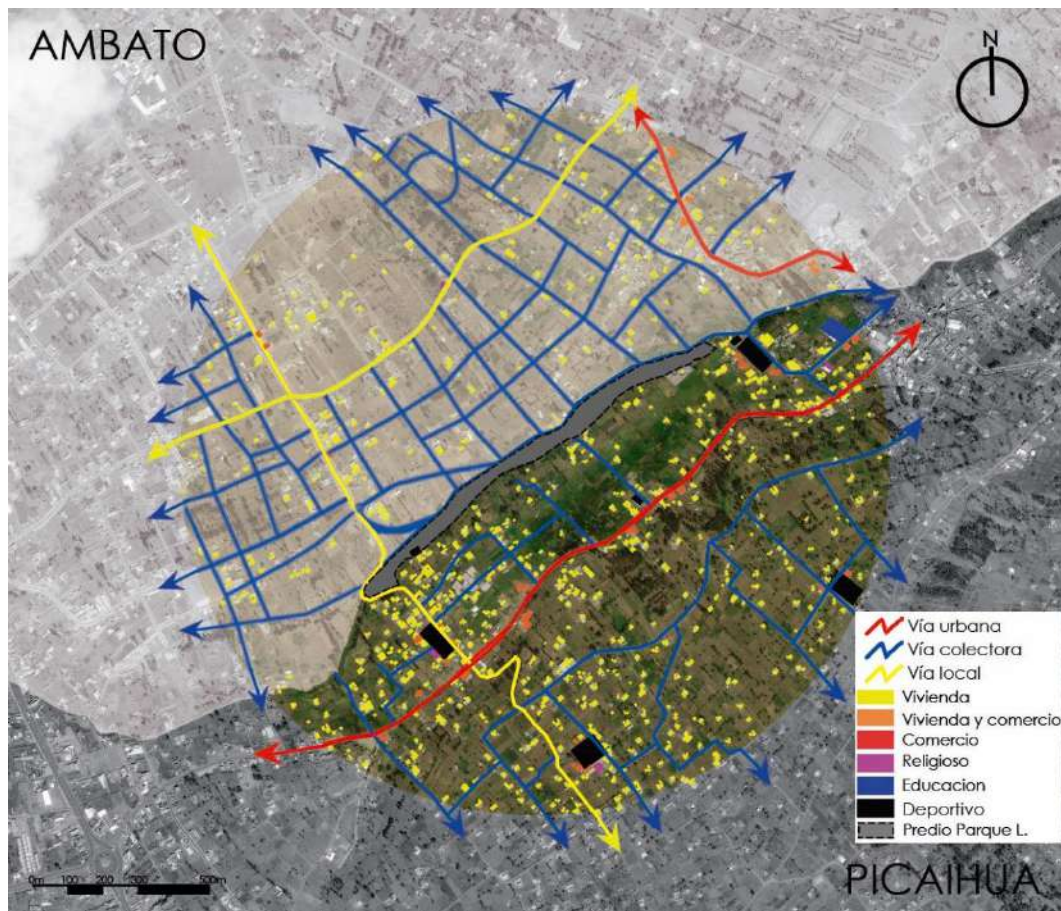 AMBATO
N
Vía urbana
Vía colectora
Vía local
Vivienda
Vivienda y comercio
Comercio
Religioso
Educacion
Deportivo
Predio Parque L.
0m 100 200 300 500m
PICAIHUA